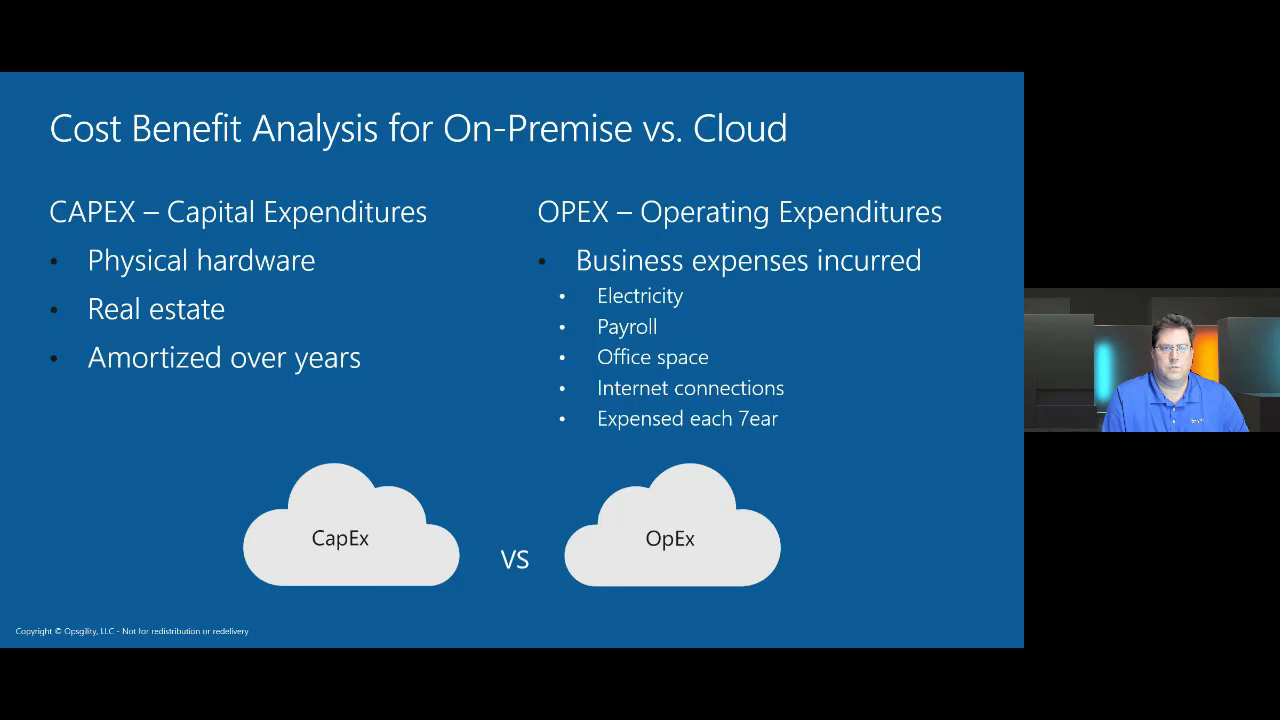 Cost Benefit Analysis for On-Premise vs. Cloud
CAPEX – Capital Expenditures
• Physical hardware
• Real estate
• Amortized over years
OPEX – Operating Expenditures
• Business expenses incurred
• Electricity
• Payroll
• Office space
• Internet connections
• Expensed each 7ear
CapEx
VS
OpEx
Copyright © Opsgility, LLC - Not for redistribution or redelivery